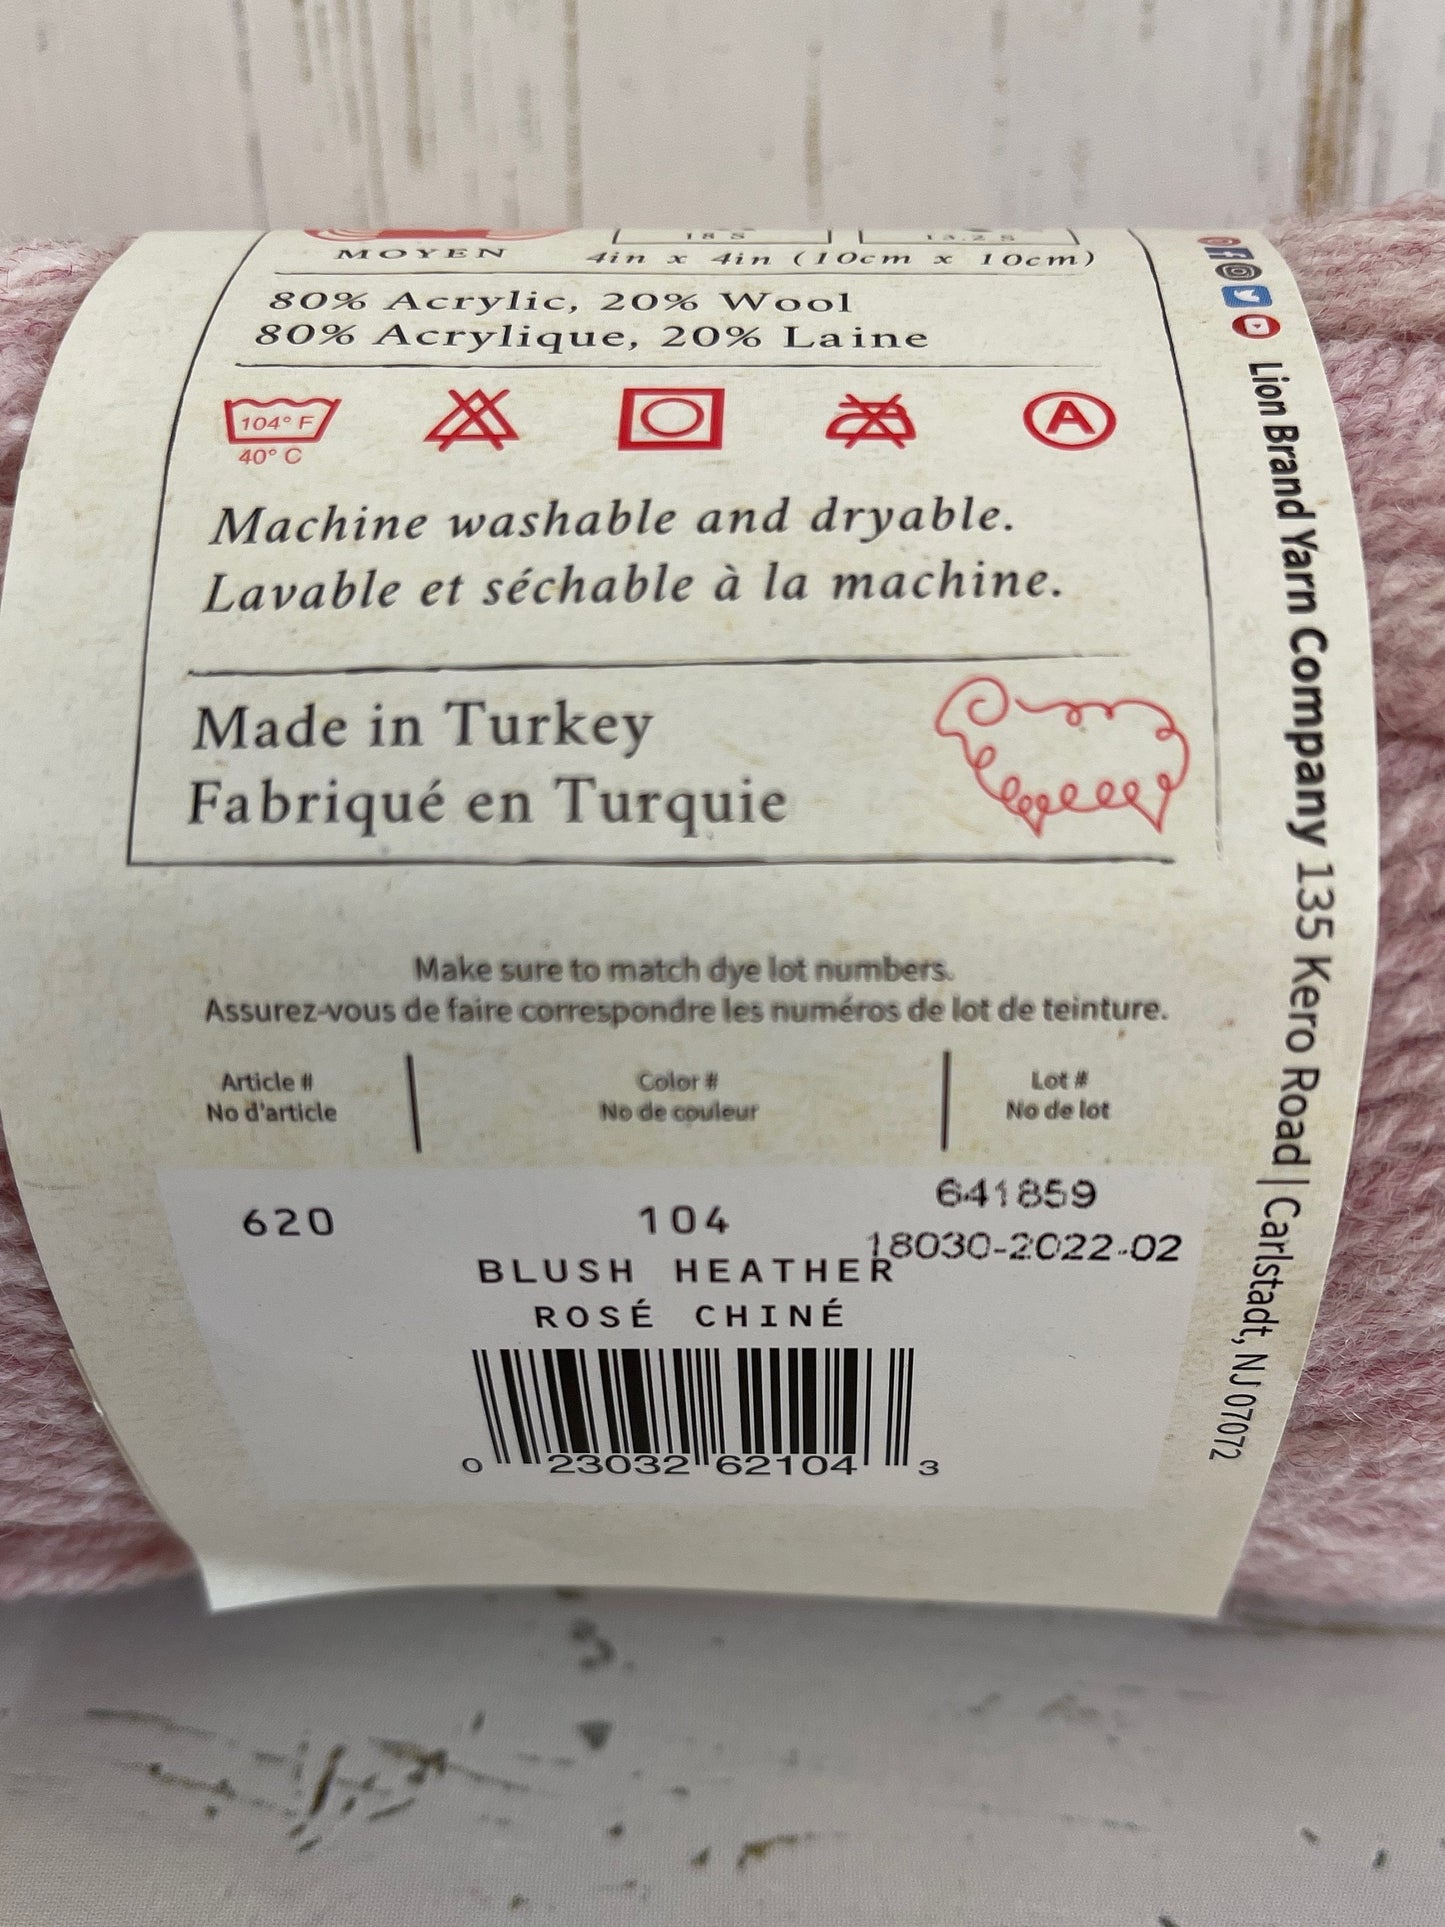 18 S 13.2 S
MOYEN 4in x 4in (10cm x 10cm)
80% Acrylic, 20% Wool
80% Acrylique, 20% Laine
104° F
40° C
A
Machine washable and dryable.
Lavable et séchable à la machine.
Made in Turkey
Fabriqué en Turquie
Make sure to match dye lot numbers.
Assurez-vous de faire correspondre les numéros de lot de teinture.
Article # Color # Lot #
No d'article No de couleur No de lot
641859
620 104
18030-2022-02
BLUSH HEATHER
ROSÉ CHINÉ
0 23032 62104 3
Lion Brand Yarn Company 135 Kero Road | Carlstadt, NJ 07072